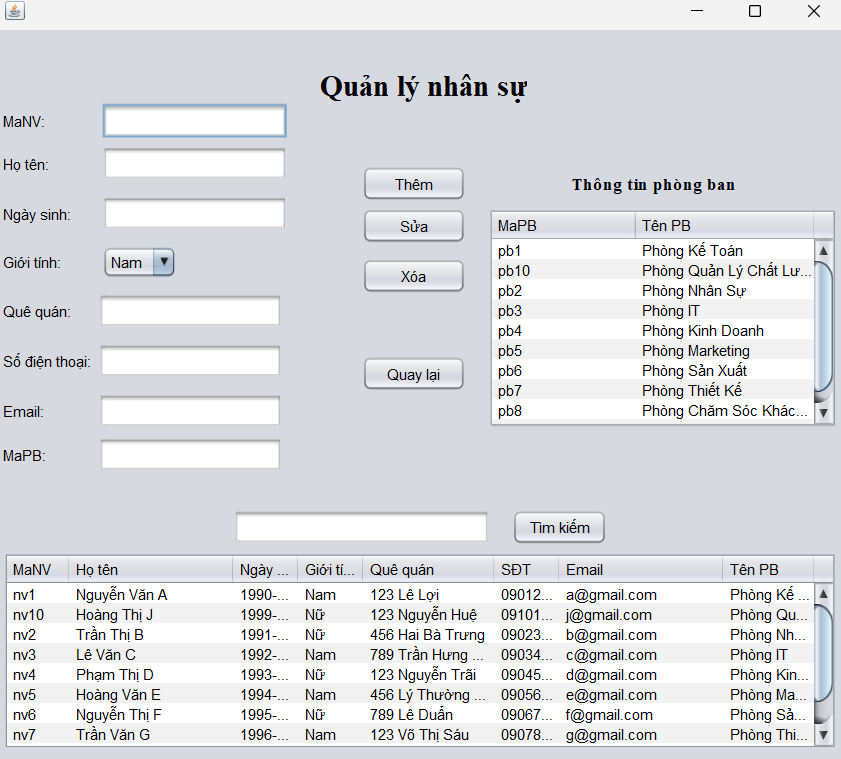 Quản lý nhân sự
MaNV:
Họ tên:
Ngày sinh:
Giới tính: Nam
Quê quán:
Số điện thoại:
Email:
MaPB:
Thêm
Sửa
Xóa
Quay lại
Thông tin phòng ban
MaPB Tên PB
pb1 Phòng Kế Toán
pb10 Phòng Quản Lý Chất Lư...
pb2 Phòng Nhân Sự
pb3 Phòng IT
pb4 Phòng Kinh Doanh
pb5 Phòng Marketing
pb6 Phòng Sản Xuất
pb7 Phòng Thiết Kế
pb8 Phòng Chăm Sóc Khác...
Tìm kiếm
MaNV Họ tên Ngày ... Giới tí... Quê quán SĐT Email Tên PB
nv1 Nguyễn Văn A 1990-... Nam 123 Lê Lợi 09012... a@gmail.com Phòng Kế ...
nv10 Hoàng Thị J 1999-... Nữ 123 Nguyễn Huệ 09101... j@gmail.com Phòng Qu...
nv2 Trần Thị B 1991-... Nữ 456 Hai Bà Trưng 09023... b@gmail.com Phòng Nh...
nv3 Lê Văn C 1992-... Nam 789 Trần Hưng ... 09034... c@gmail.com Phòng IT
nv4 Phạm Thị D 1993-... Nữ 123 Nguyễn Trãi 09045... d@gmail.com Phòng Kin...
nv5 Hoàng Văn E 1994-... Nam 456 Lý Thường ... 09056... e@gmail.com Phòng Ma...
nv6 Nguyễn Thị F 1995-... Nữ 789 Lê Duẩn 09067... f@gmail.com Phòng Sả...
nv7 Trần Văn G 1996-... Nam 123 Võ Thị Sáu 09078... g@gmail.com Phòng Thi...